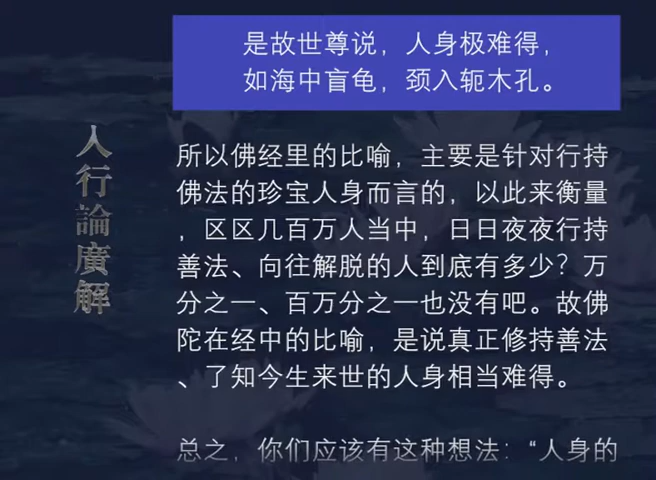 是故世尊说，人身极难得，
如海中盲龟，颈入轭木孔。
人行論廣解
所以佛经里的比喻，主要是针对行持
佛法的珍宝人身而言的，以此来衡量
，区区几百万人当中，日日夜夜行持
善法、向往解脱的人到底有多少？万
分之一、百万分之一也没有吧。故佛
陀在经中的比喻，是说真正修持善法
、了知今生来世的人身相当难得。
总之，你们应该有这种想法：“人身的